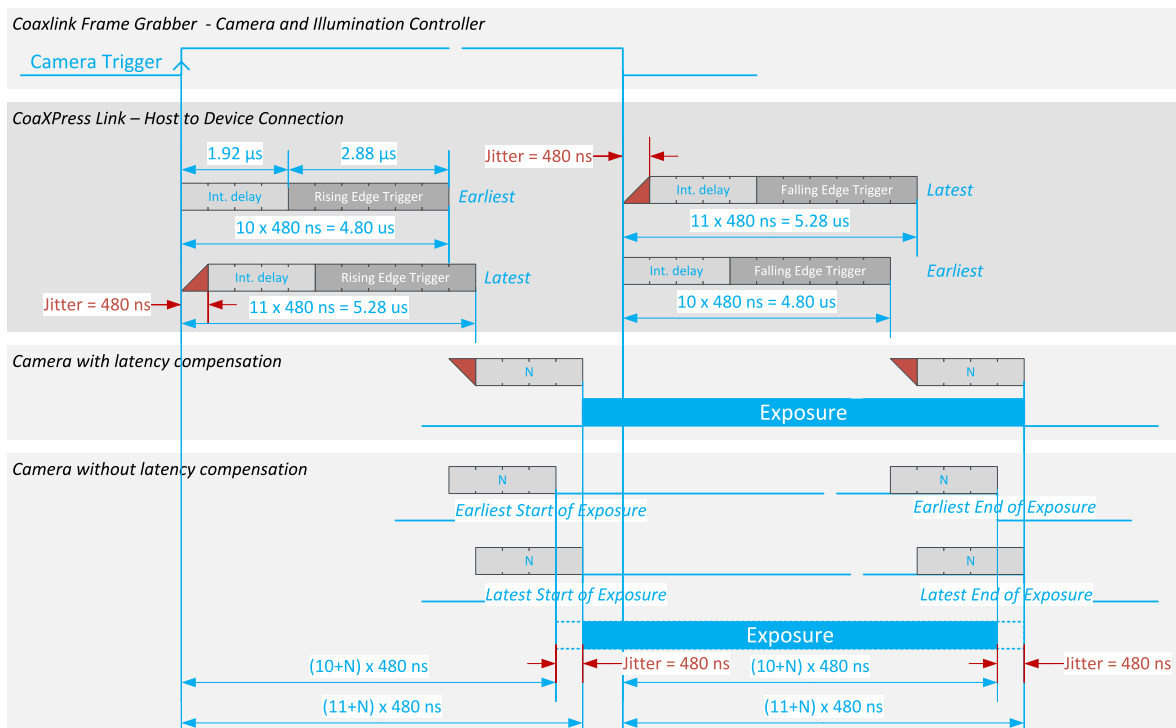 Coaxlink Frame Grabber - Camera and Illumination Controller
Camera Trigger
CoaXPress Link – Host to Device Connection
1.92 µs
2.88 µs
Jitter = 480 ns
Int. delay
Rising Edge Trigger
Earliest
Int. delay
Falling Edge Trigger
Latest
10 x 480 ns = 4.80 us
11 x 480 ns = 5.28 us
Int. delay
Rising Edge Trigger
Latest
Int. delay
Falling Edge Trigger
Earliest
Jitter = 480 ns
11 x 480 ns = 5.28 us
10 x 480 ns = 4.80 us
Camera with latency compensation
N
N
Exposure
Camera without latency compensation
N
N
Earliest Start of Exposure
Earliest End of Exposure
N
N
Latest Start of Exposure
Latest End of Exposure
Exposure
(10+N) x 480 ns
Jitter = 480 ns
(10+N) x 480 ns
Jitter = 480 ns
(11+N) x 480 ns
(11+N) x 480 ns